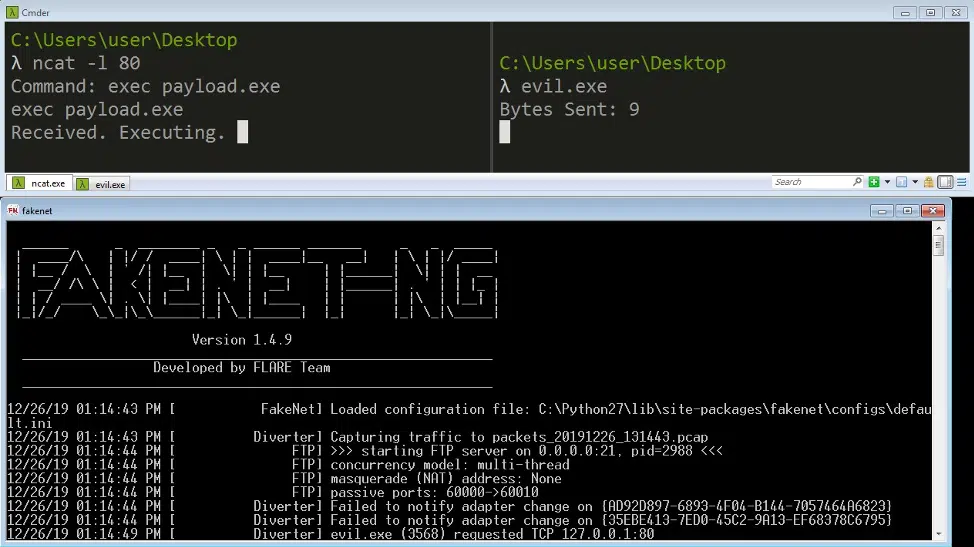 Cmder
C:\Users\user\Desktop
λ ncat -l 80
Command: exec payload.exe
exec payload.exe
Received. Executing.
C:\Users\user\Desktop
λ evil.exe
Bytes Sent: 9
ncat.exe
evil.exe
Search
fakenet
FAKENET-NG
Version 1.4.9
Developed by FLARE Team
12/26/19 01:14:43 PM [ FakeNet] Loaded configuration file: C:\Python27\lib\site-packages\fakenet\configs\defau
lt.ini
12/26/19 01:14:43 PM [ Diverter] Capturing traffic to packets_20191226_131443.pcap
12/26/19 01:14:44 PM [ FTP] >>> starting FTP server on 0.0.0.0:21, pid=2988 <<<
12/26/19 01:14:44 PM [ FTP] concurrency model: multi-thread
12/26/19 01:14:44 PM [ FTP] masquerade (NAT) address: None
12/26/19 01:14:44 PM [ FTP] passive ports: 60000->60010
12/26/19 01:14:44 PM [ Diverter] Failed to notify adapter change on {AD92D897-6893-4F04-B144-7057464A6823}
12/26/19 01:14:44 PM [ Diverter] Failed to notify adapter change on {35EBE413-7ED0-45C2-9A13-EF68378C6795}
12/26/19 01:14:49 PM [ Diverter] evil.exe (3568) requested TCP 127.0.0.1:80